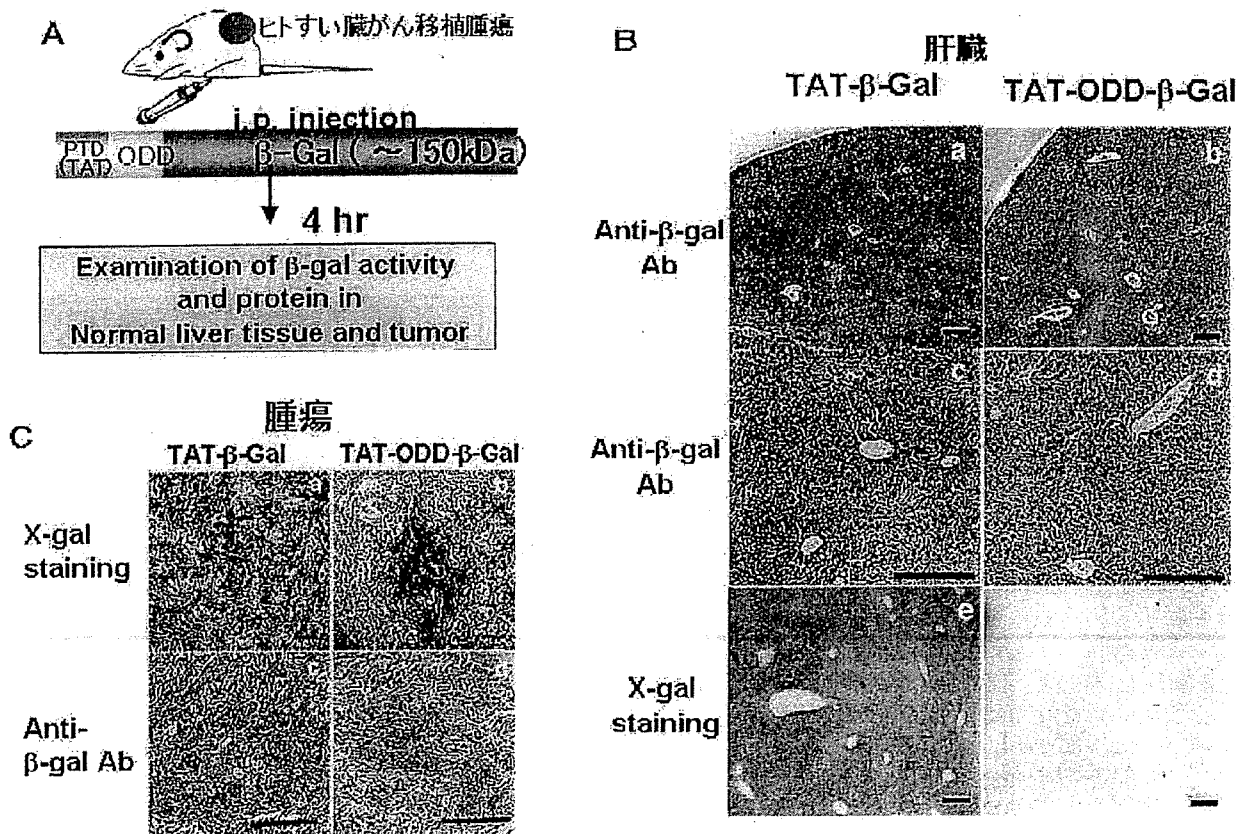 A
ヒトすい臓がん移植腫瘍
i.p. injection
PTD
(TAT)
ODD
β-Gal ( ~150kDa)
4 hr
Examination of β-gal activity
and protein in
Normal liver tissue and tumor
B
肝臓
TAT-β-Gal
TAT-ODD-β-Gal
a
b
Anti-β-gal
Ab
c
d
Anti-β-gal
Ab
e
X-gal
staining
C
腫瘍
TAT-β-Gal
TAT-ODD-β-Gal
a
b
X-gal
staining
c
Anti-
β-gal Ab